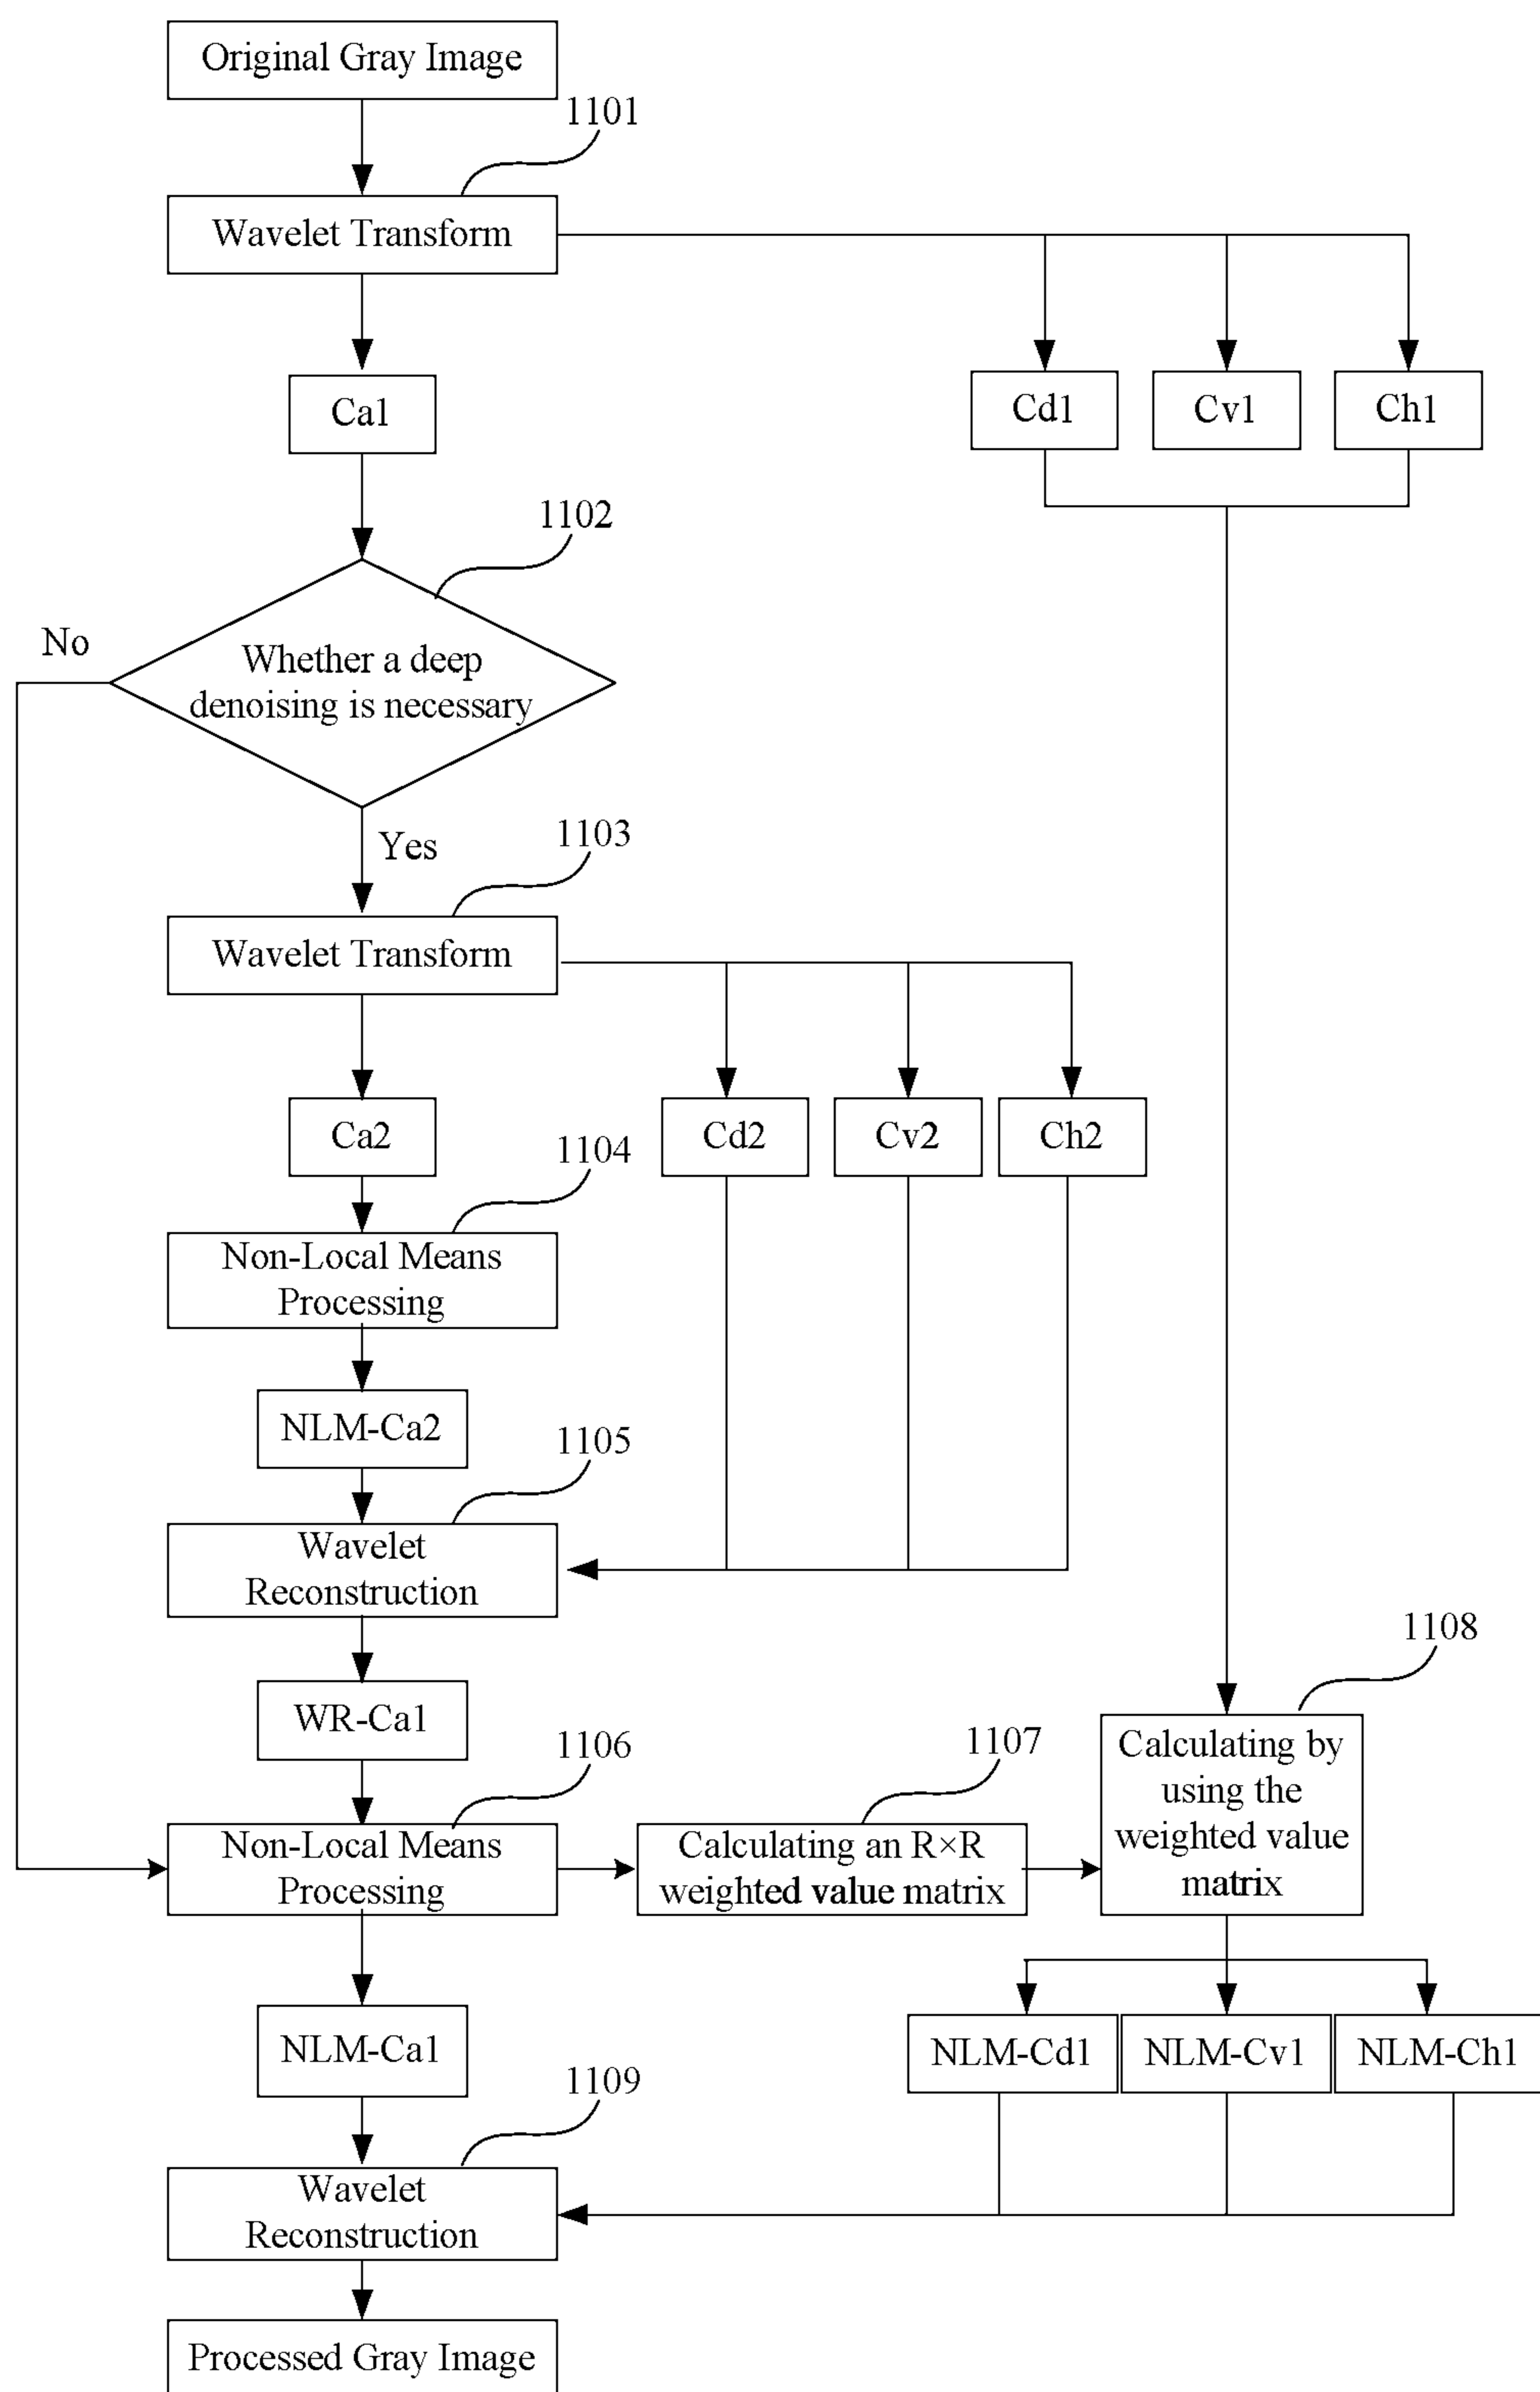 Original Gray Image
1101
Wavelet Transform
Ca1
Cd1
Cv1
Ch1
1102
No
Whether a deep
denoising is necessary
Yes
1103
Wavelet Transform
Ca2
Cd2
Cv2
Ch2
1104
Non-Local Means
Processing
NLM-Ca2
1105
Wavelet
Reconstruction
WR-Ca1
1106
Non-Local Means
Processing
1107
Calculating an R×R
weighted value matrix
1108
Calculating by
using the
weighted value
matrix
NLM-Ca1
NLM-Cd1
NLM-Cv1
NLM-Ch1
1109
Wavelet
Reconstruction
Processed Gray Image